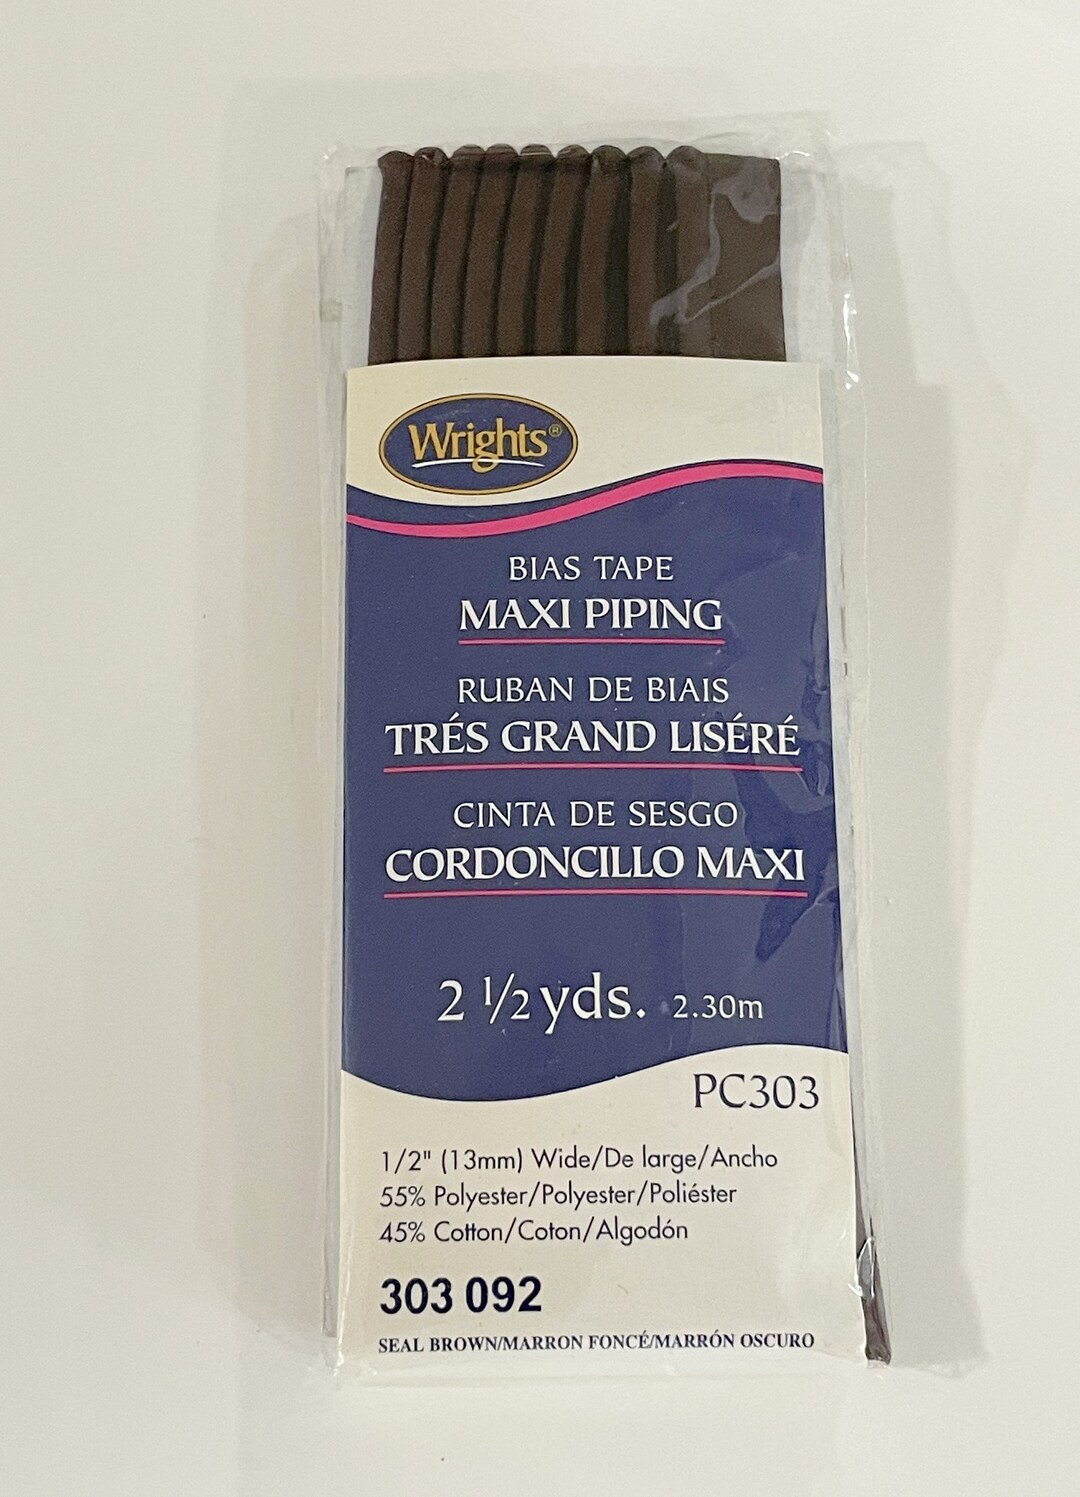 Wrights®
BIAS TAPE
MAXI PIPING
RUBAN DE BIAIS
TRÉS GRAND LISÉRÉ
CINTA DE SESGO
CORDONCILLO MAXI
2 1/2 yds. 2.30m
PC303
1/2" (13mm) Wide/De large/Ancho
55% Polyester/Polyester/Poliéster
45% Cotton/Coton/Algodón
303 092
SEAL BROWN/MARRON FONCÉ/MARRÓN OSCURO